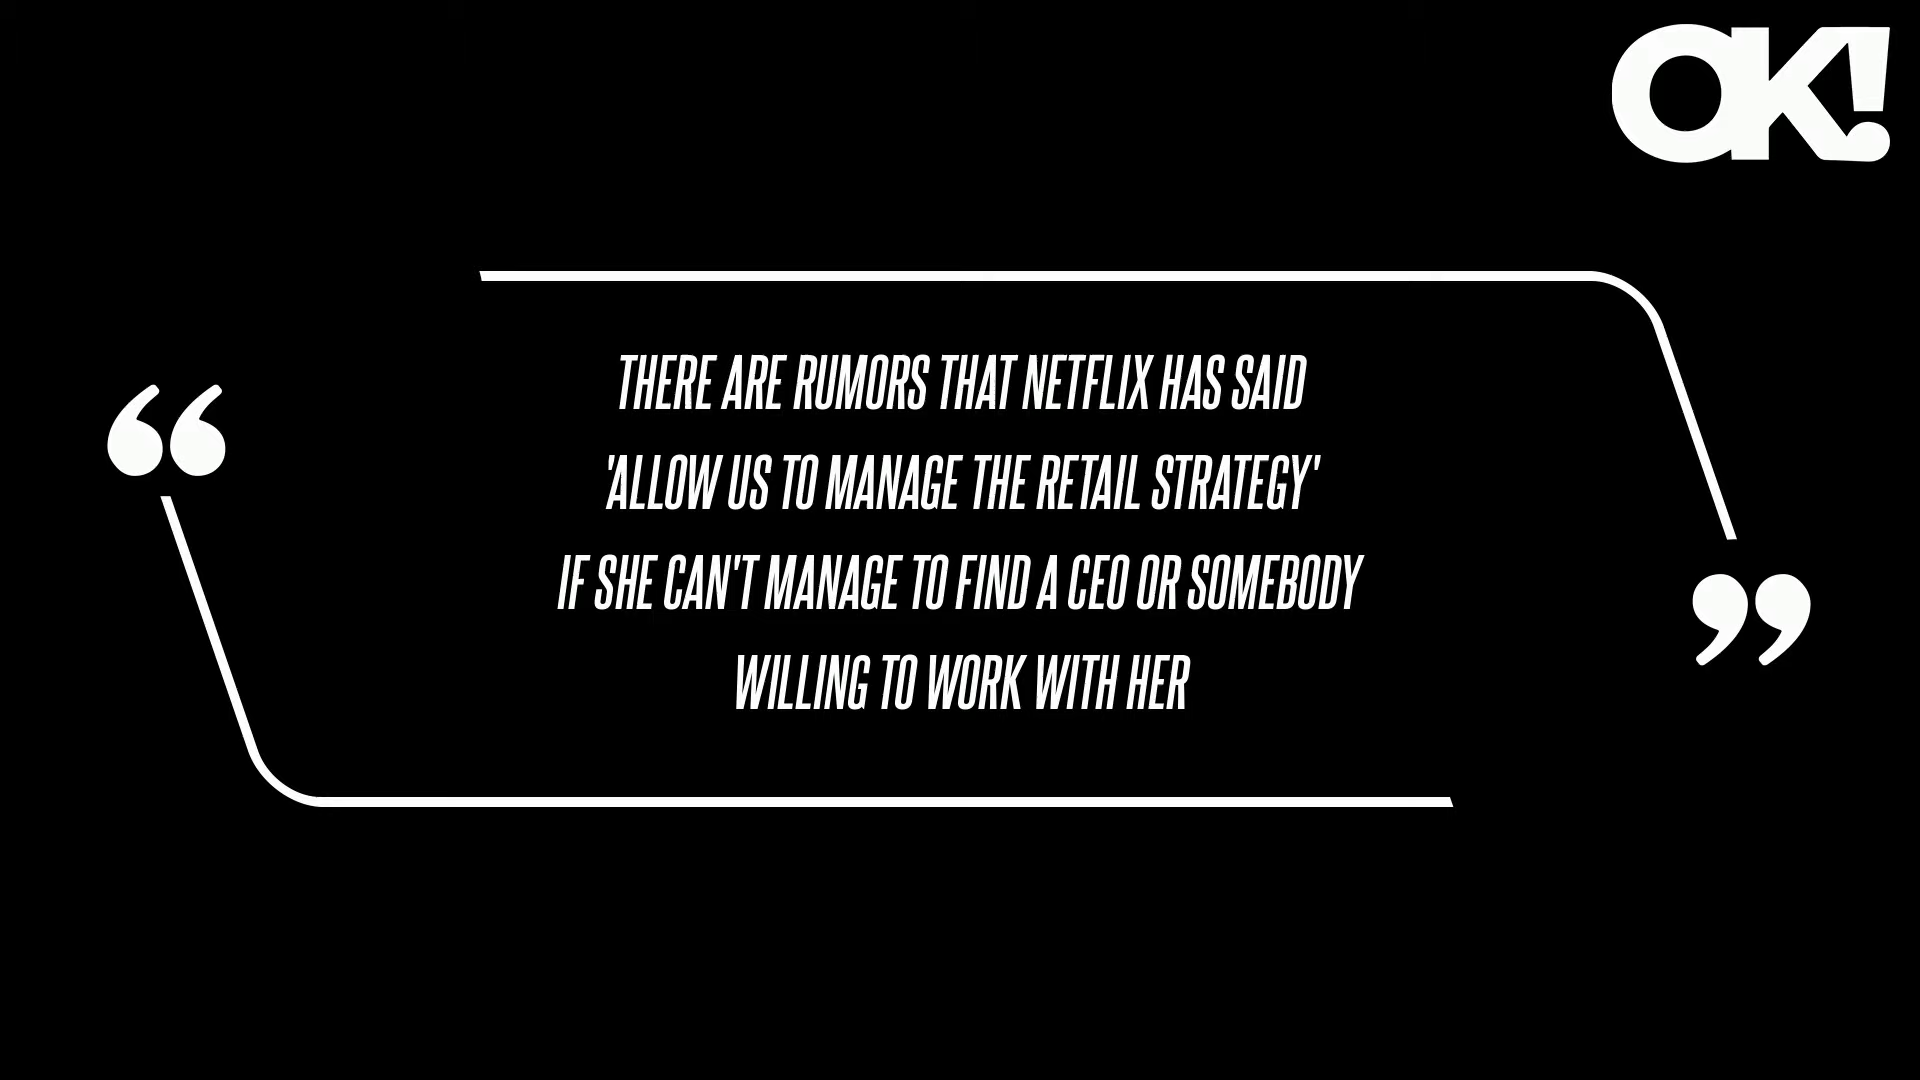 OK!
“
THERE ARE RUMORS THAT NETFLIX HAS SAID
'ALLOW US TO MANAGE THE RETAIL STRATEGY'
IF SHE CAN'T MANAGE TO FIND A CEO OR SOMEBODY
WILLING TO WORK WITH HER
”